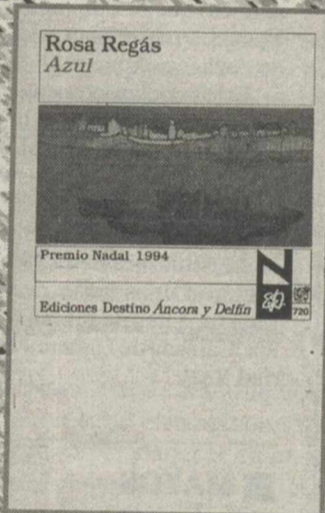 Rosa Regás
Azul
Premio Nadal 1994
N
Ediciones Destino Áncora y Delfín
720